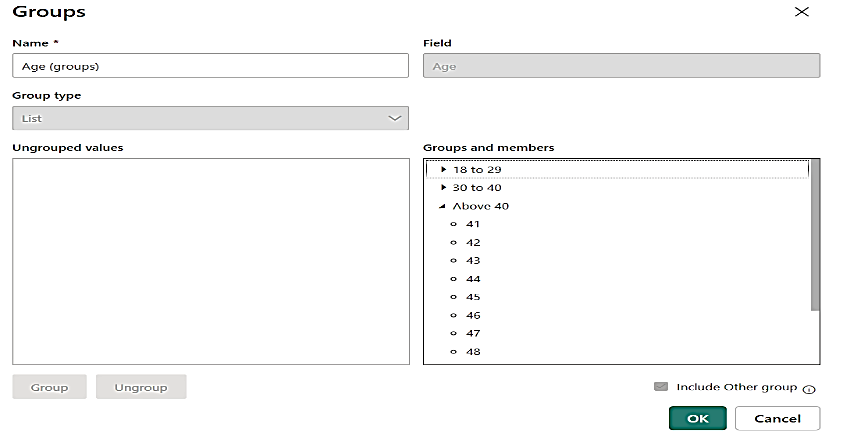 Groups
Name *
Field
Age (groups)
Age
Group type
List
Ungrouped values
Groups and members
18 to 29
30 to 40
Above 40
41
42
43
44
45
46
47
48
Group
Ungroup
Include Other group
OK
Cancel